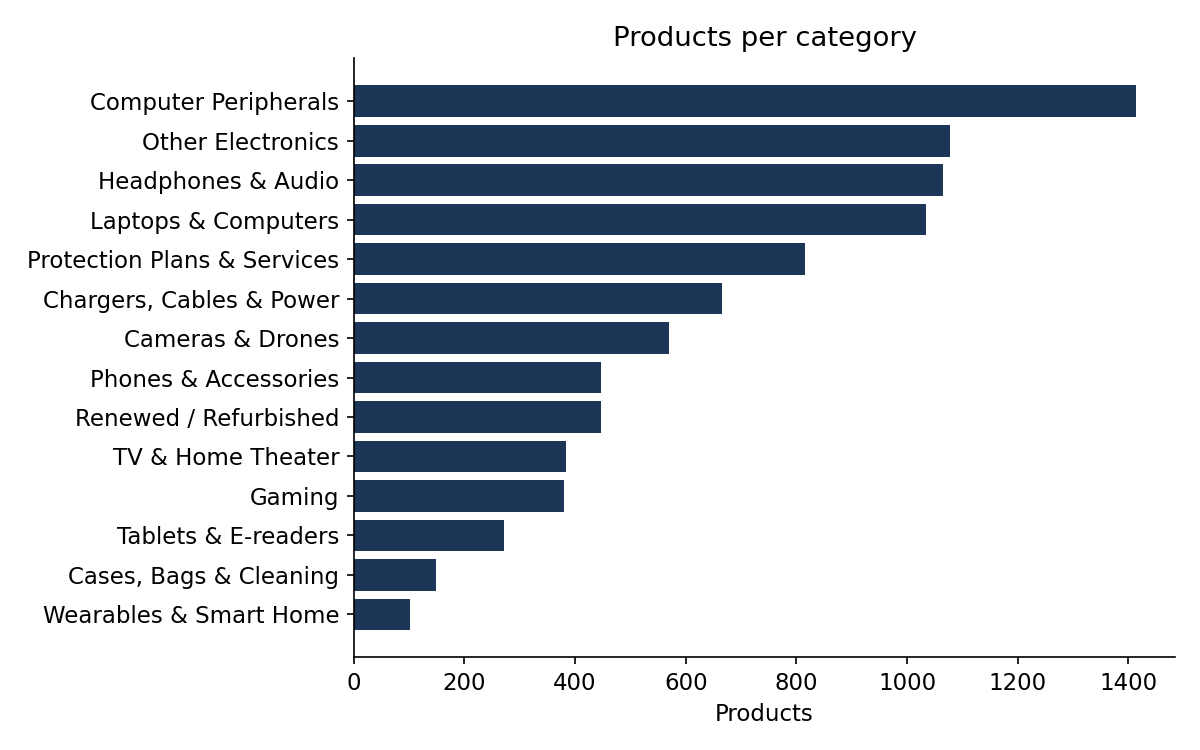 Products per category
Computer Peripherals
Other Electronics
Headphones & Audio
Laptops & Computers
Protection Plans & Services
Chargers, Cables & Power
Cameras & Drones
Phones & Accessories
Renewed / Refurbished
TV & Home Theater
Gaming
Tablets & E-readers
Cases, Bags & Cleaning
Wearables & Smart Home
0 200 400 600 800 1000 1200 1400
Products